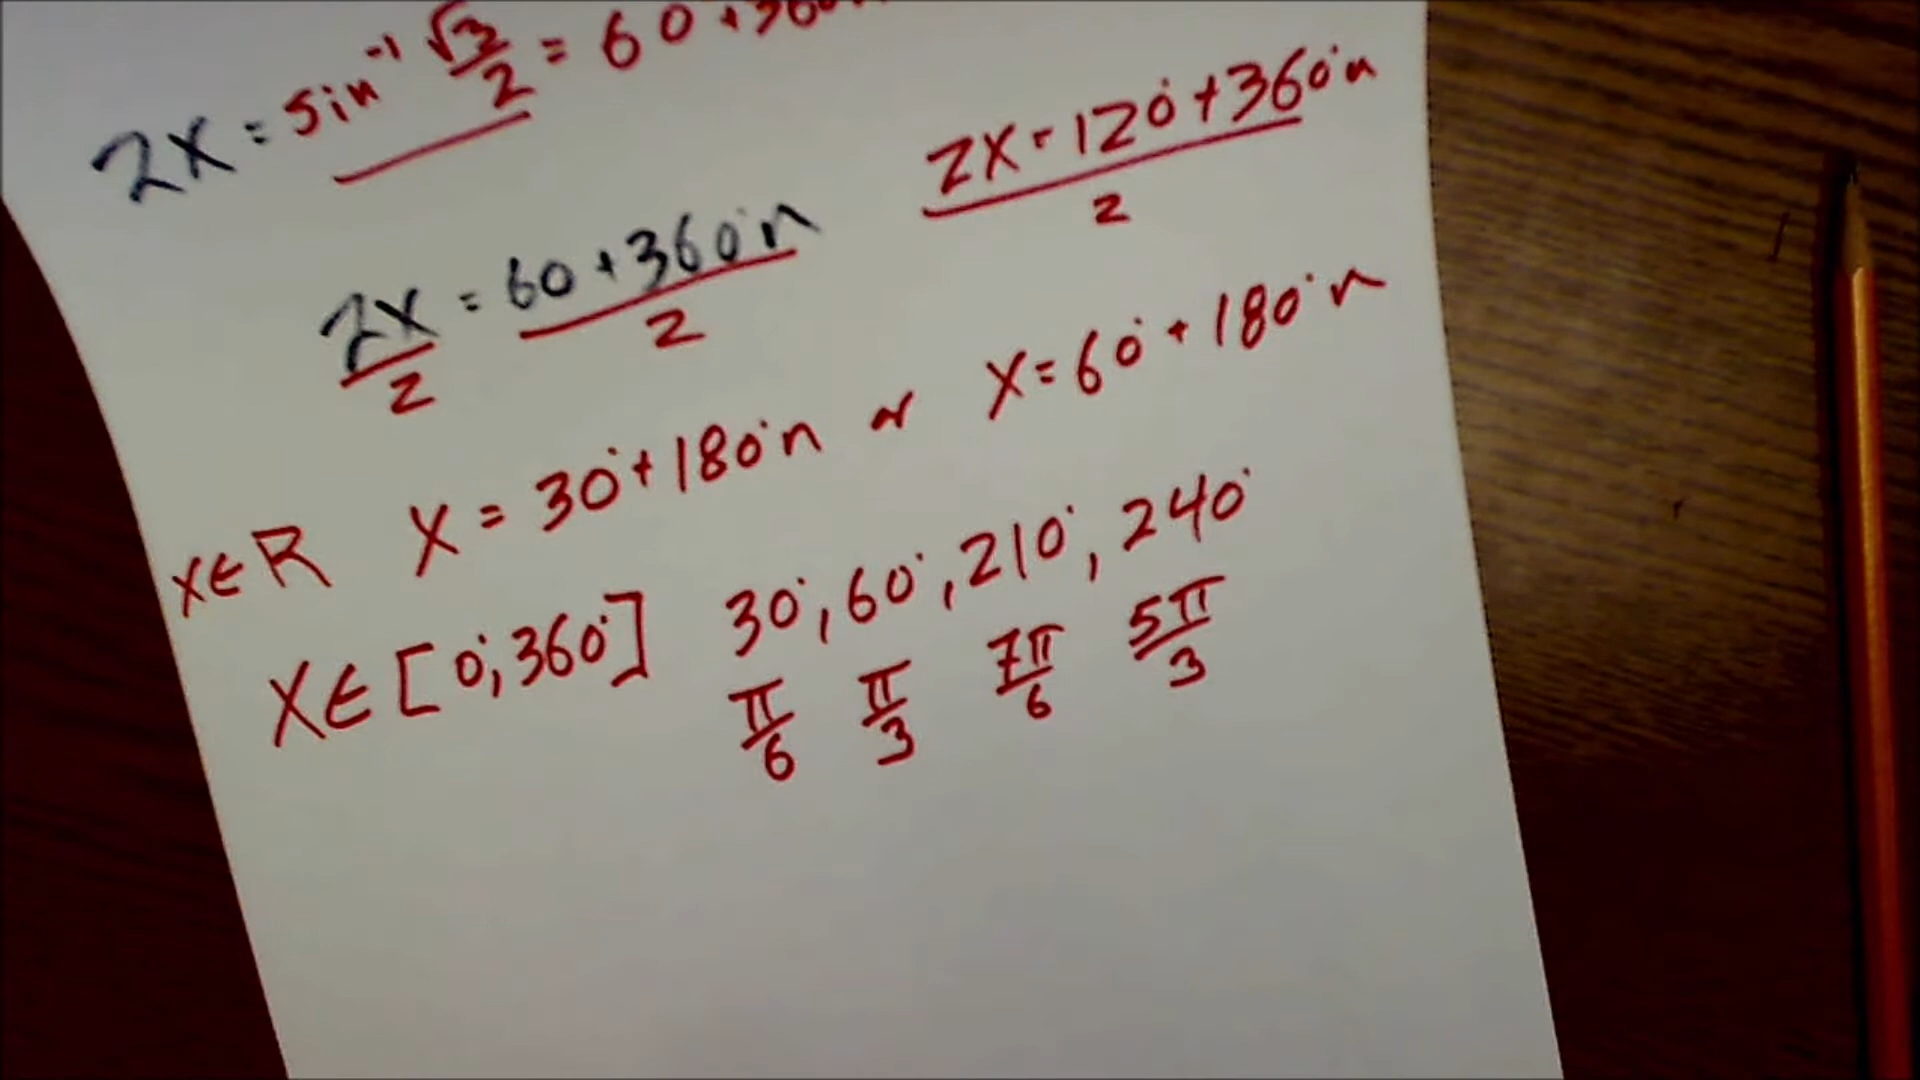 2X = sin⁻¹ √3/2 = 60 + 360
2X = 120° + 360°n
2
2X/2 = 60 + 360°n/2
X = 30° + 180°n or X = 60° + 180°n
X∈R
X∈[0°, 360°] 30°, 60°, 210°, 240°
π/6 π/3 7π/6 5π/3